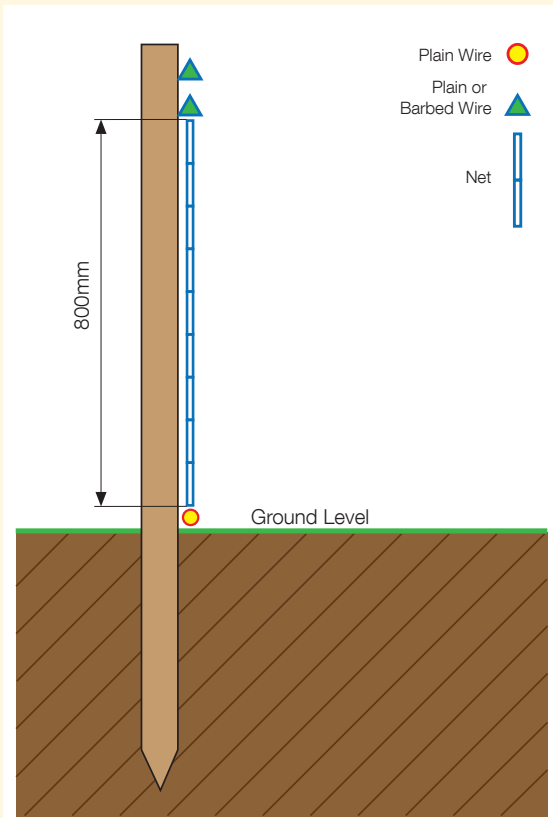 Plain Wire
Plain or
Barbed Wire
Net
800mm
Ground Level